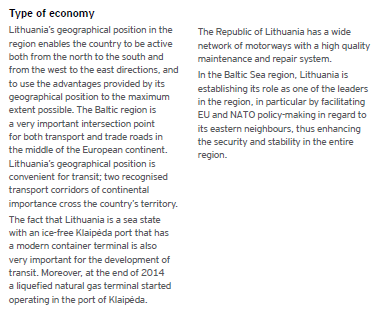 Type of economy
Lithuania's geographical position in the
region enables the country to be active
both from the north to the south and
from the west to the east directions, and
to use the advantages provided by its
geographical position to the maximum
extent possible. The Baltic region is
a very important intersection point
for both transport and trade roads in
the middle of the European continent.
Lithuania's geographical position is
convenient for transit; two recognised
transport corridors of continental
importance cross the country's territory.
The fact that Lithuania is a sea state
with an ice-free Klaipėda port that has
a modern container terminal is also
very important for the development of
transit. Moreover, at the end of 2014
a liquefied natural gas terminal started
operating in the port of Klaipėda.
The Republic of Lithuania has a wide
network of motorways with a high quality
maintenance and repair system.
In the Baltic Sea region, Lithuania is
establishing its role as one of the leaders
in the region, in particular by facilitating
EU and NATO policy-making in regard to
its eastern neighbours, thus enhancing
the security and stability in the entire
region.